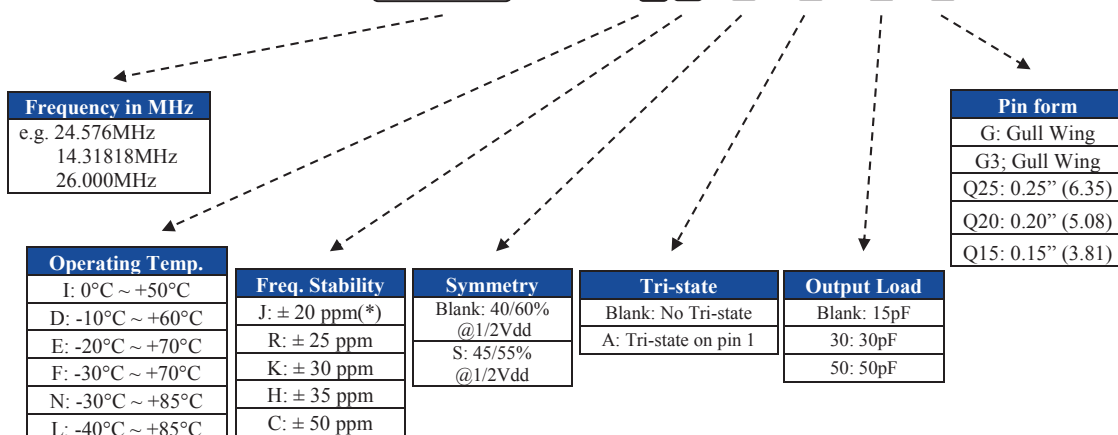 Frequency in MHz
e.g. 24.576MHz
14.31818MHz
26.000MHz
Pin form
G: Gull Wing
G3; Gull Wing
Q25: 0.25” (6.35)
Q20: 0.20” (5.08)
Q15: 0.15” (3.81)
Operating Temp.
I: 0°C ~ +50°C
D: -10°C ~ +60°C
E: -20°C ~ +70°C
F: -30°C ~ +70°C
N: -30°C ~ +85°C
L: -40°C ~ +85°C
Freq. Stability
J: ± 20 ppm(*)
R: ± 25 ppm
K: ± 30 ppm
H: ± 35 ppm
C: ± 50 ppm
Symmetry
Blank: 40/60%
@1/2Vdd
S: 45/55%
@1/2Vdd
Tri-state
Blank: No Tri-state
A: Tri-state on pin 1
Output Load
Blank: 15pF
30: 30pF
50: 50pF